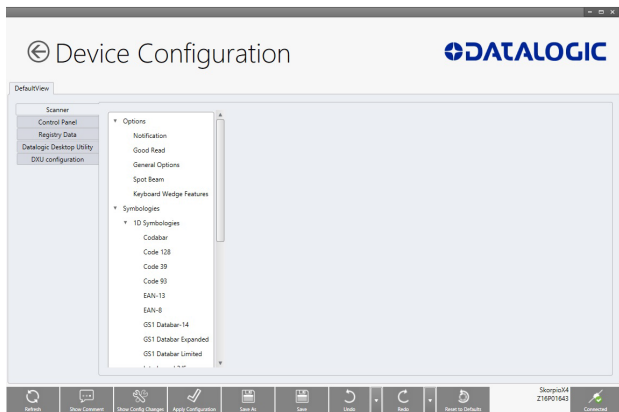 Device Configuration
DATALOGIC
DefaultView
Scanner
Control Panel
Registry Data
Datalogic Desktop Utility
DXU configuration
Options
Notification
Good Read
General Options
Spot Beam
Keyboard Wedge Features
Symbologies
1D Symbologies
Codabar
Code 128
Code 39
Code 93
EAN-13
EAN-8
GS1 Databar-14
GS1 Databar Expanded
GS1 Databar Limited
Refresh
Show Comment
Show Config Changes
Apply Configuration
Save As
Save
Undo
Redo
Reset to Defaults
SkorpioX4
Z16P01643
Connected